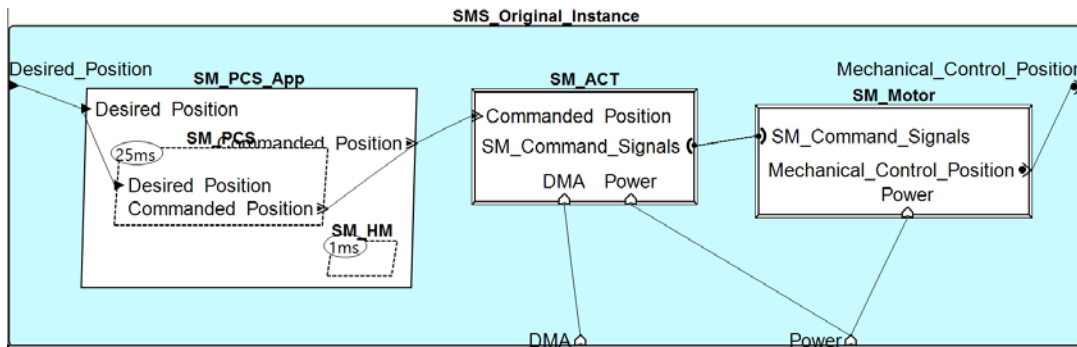 SMS_Original_Instance
Desired_Position
SM_PCS_App
Desired Position
SM_PCS
Commanded Position
25ms
Desired Position
Commanded Position
SM_HM
1ms
SM_ACT
Commanded Position
SM_Command_Signals
DMA Power
Mechanical_Control_Position
SM_Motor
SM_Command_Signals
Mechanical_Control_Position
Power
DMA
Power